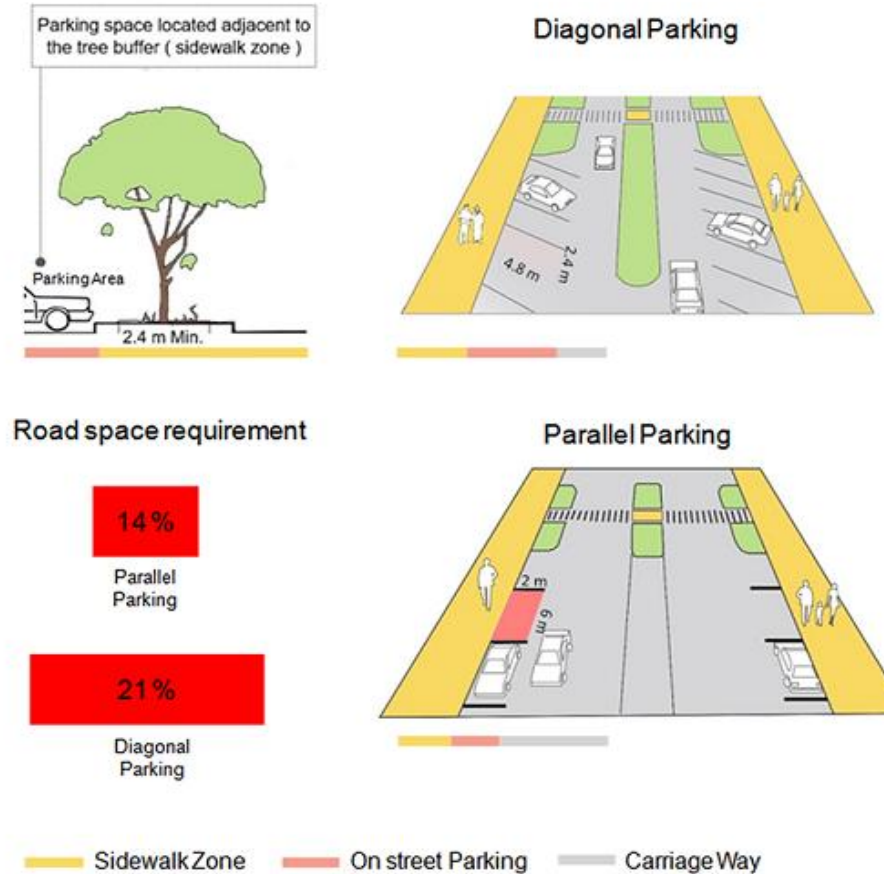 Parking space located adjacent to
the tree buffer ( sidewalk zone )
Parking Area
2.4 m Min.
Diagonal Parking
4.8 m
2.4 m
Road space requirement
14%
Parallel
Parking
21%
Diagonal
Parking
Parallel Parking
2 m
6 m
Sidewalk Zone
On street Parking
Carriage Way